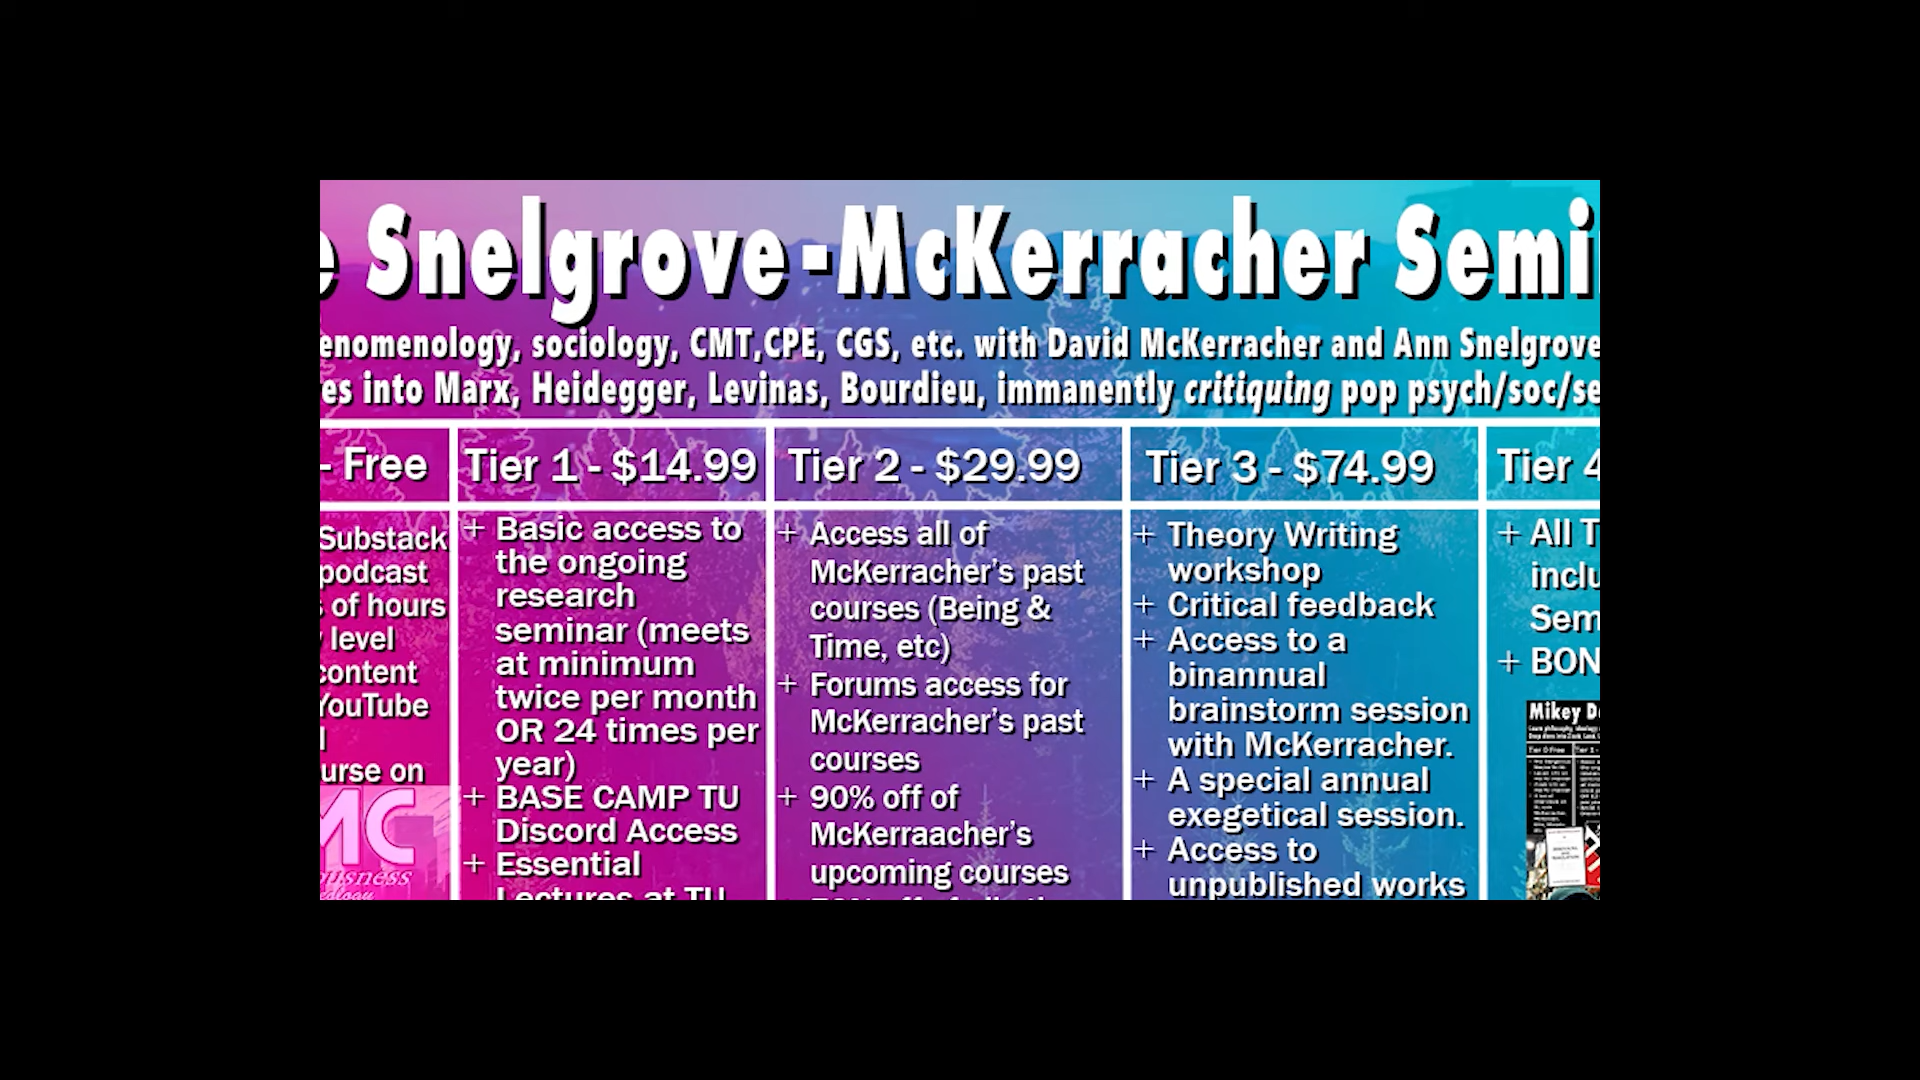 e Snelgrove-McKerracher Semi
enomenology, sociology, CMT,CPE, CGS, etc. with David McKerracher and Ann Snelgrove
es into Marx, Heidegger, Levinas, Bourdieu, immanently critiquing pop psych/soc/se
- Free
Substack
podcast
of hours
level
content
YouTube
urse on
MC
usness
Tier 1 - $14.99
+ Basic access to
the ongoing
research
seminar (meets
at minimum
twice per month
OR 24 times per
year)
+ BASE CAMP TU
Discord Access
+ Essential
Lectures at TU
Tier 2 - $29.99
+ Access all of
McKerracher's past
courses (Being &
Time, etc)
+ Forums access for
McKerracher's past
courses
+ 90% off of
McKerraacher's
upcoming courses
Tier 3 - $74.99
+ Theory Writing
workshop
+ Critical feedback
+ Access to a
binannual
brainstorm session
with McKerracher.
+ A special annual
exegetical session.
+ Access to
unpublished works
Tier 4
+ All T
inclu
Sem
+ BON
Mikey D